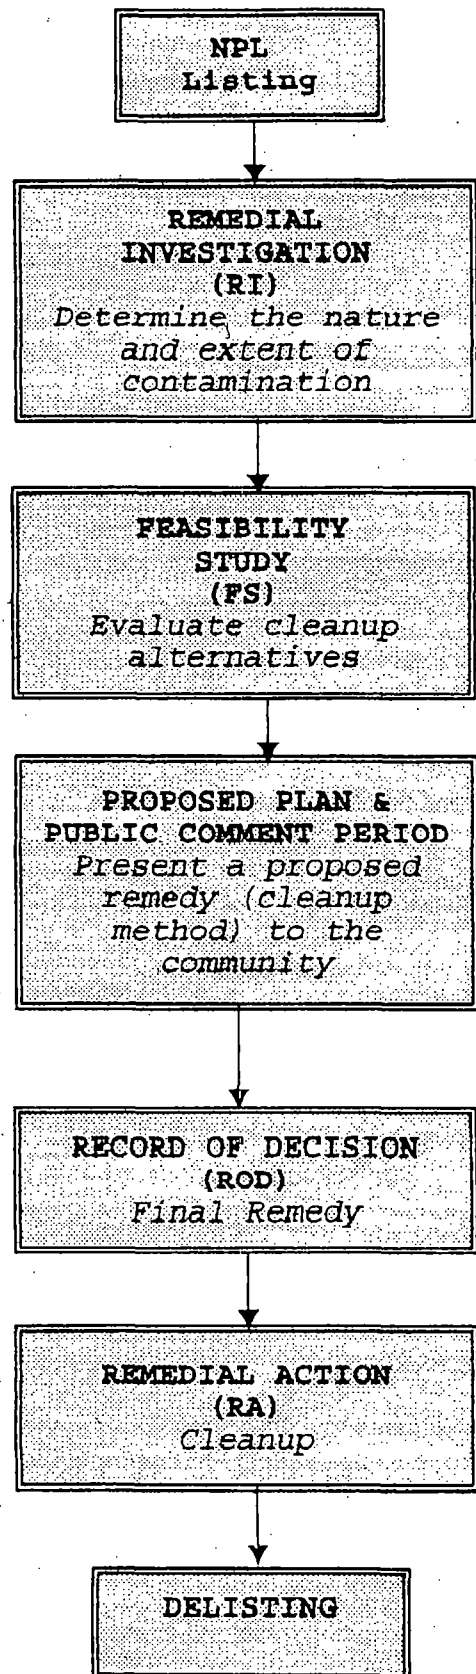 NPL
Listing
REMEDIAL
INVESTIGATION
(RI)
Determine the nature
and extent of
contamination
FEASIBILITY
STUDY
(FS)
Evaluate cleanup
alternatives
PROPOSED PLAN &
PUBLIC COMMENT PERIOD
Present a proposed
remedy (cleanup
method) to the
community
RECORD OF DECISION
(ROD)
Final Remedy
REMEDIAL ACTION
(RA)
Cleanup
DELISTING